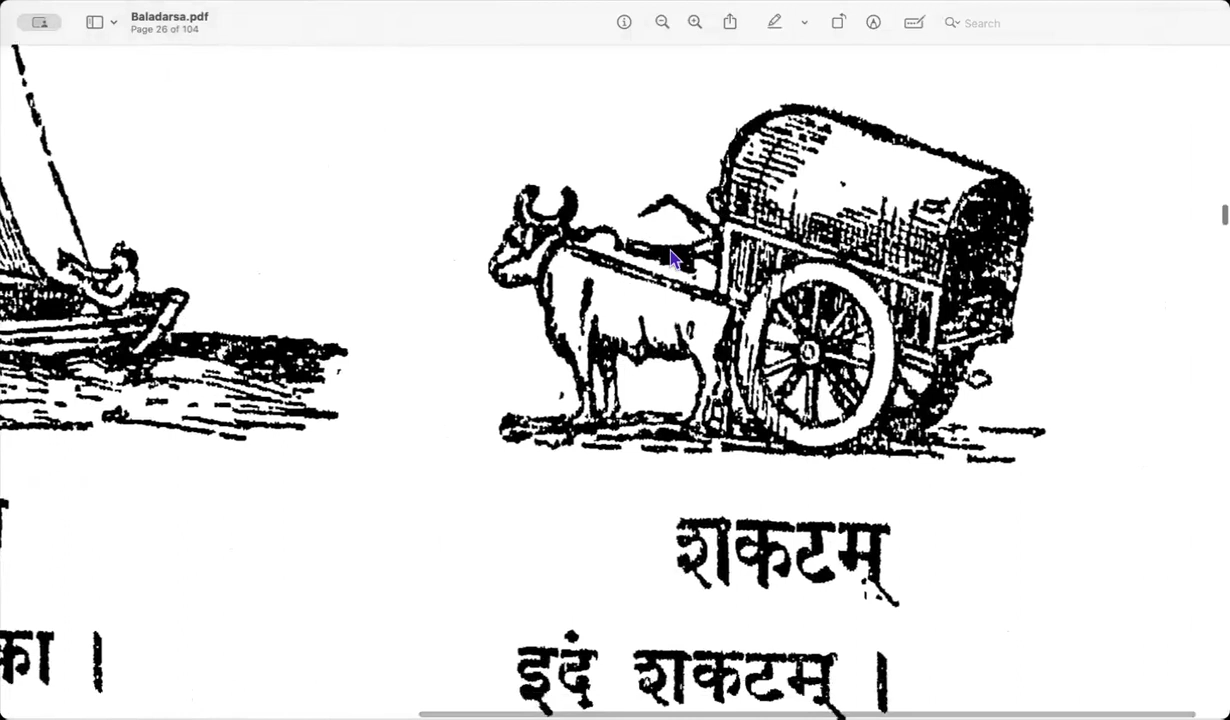 Baladarsa.pdf
Page 26 of 104
Search
शकटम्
का ।
इदं शकटम् ।